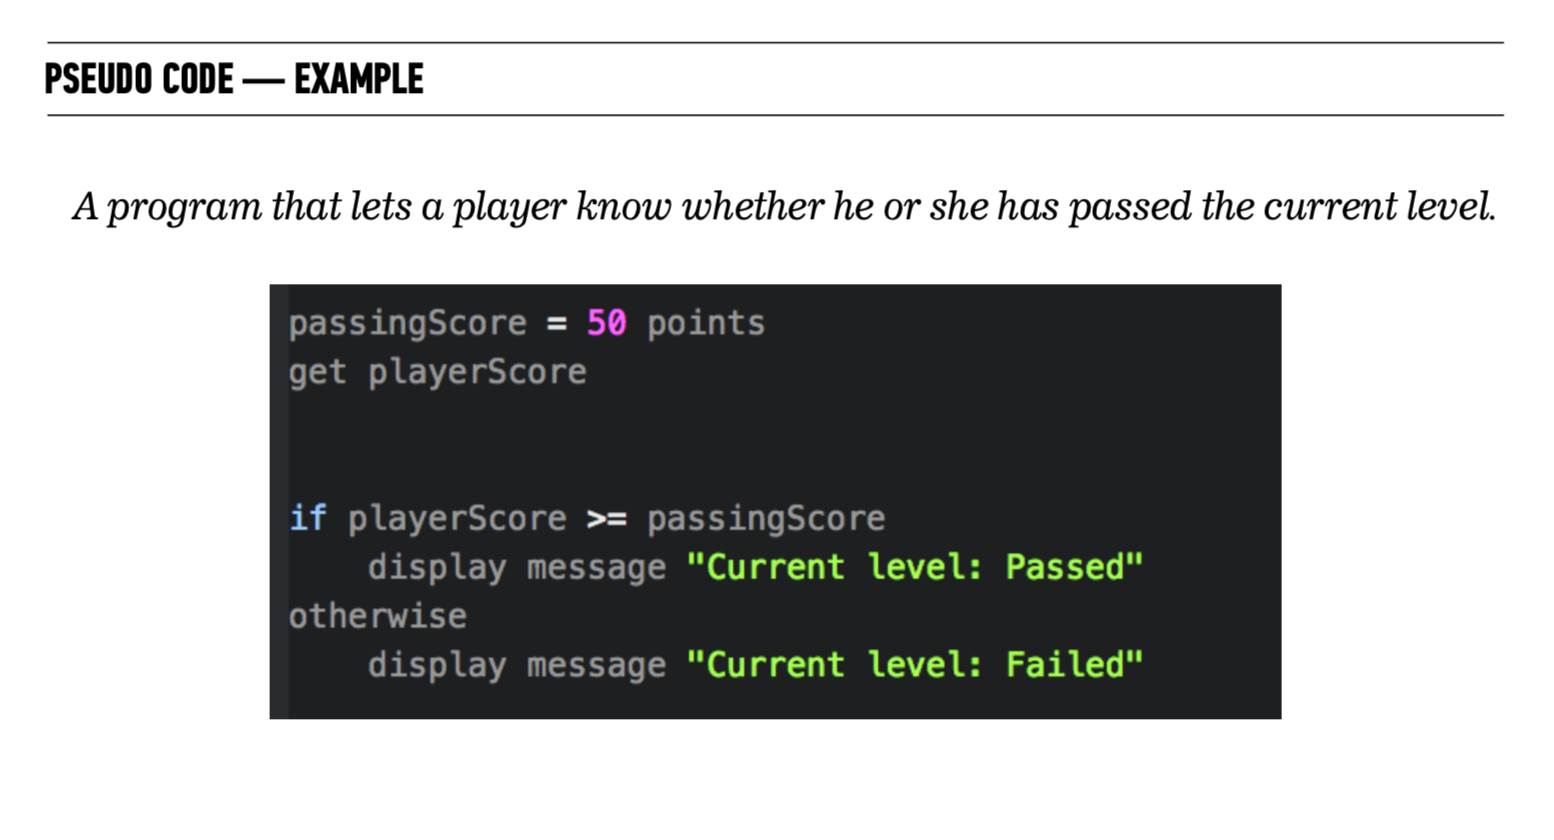 PSEUDO CODE — EXAMPLE
A program that lets a player know whether he or she has passed the current level.
passingScore = 50 points
get playerScore
if playerScore >= passingScore
    display message "Current level: Passed"
otherwise
    display message "Current level: Failed"